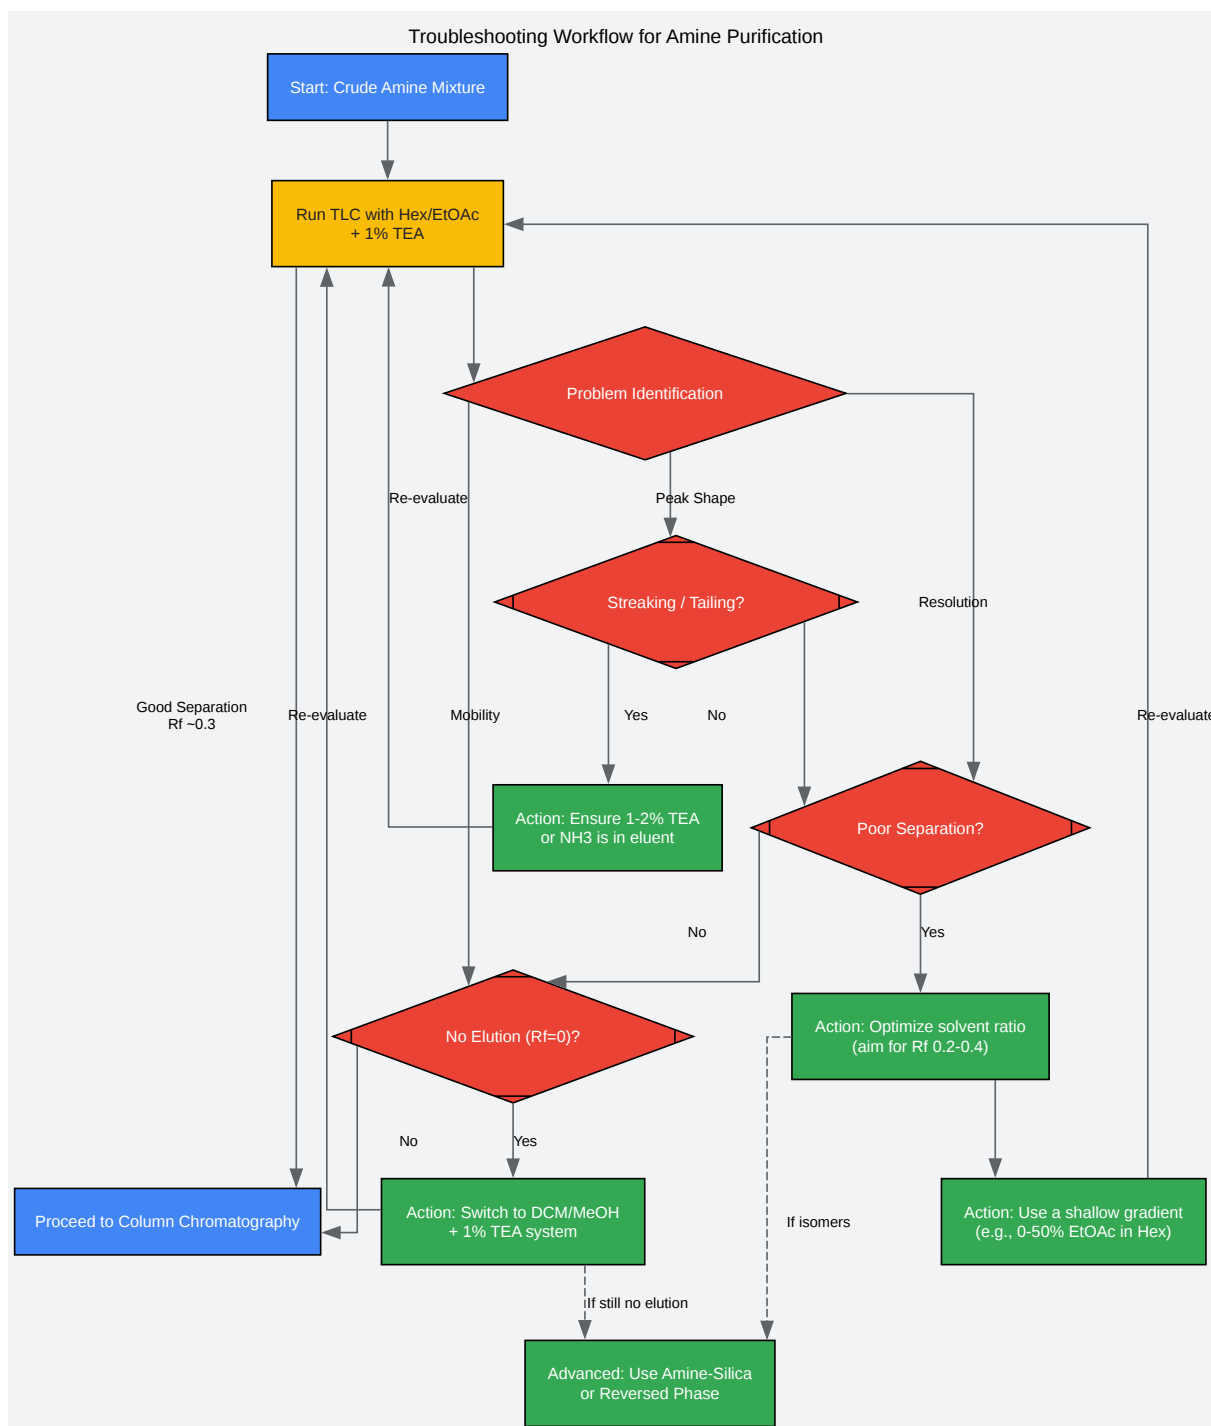 Troubleshooting Workflow for Amine Purification
Start: Crude Amine Mixture
Run TLC with Hex/EtOAc
+ 1% TEA
Problem Identification
Re-evaluate
Peak Shape
Streaking / Tailing?
Resolution
Good Separation
Rf ~0.3
Re-evaluate
Mobility
Yes
No
Re-evaluate
Action: Ensure 1-2% TEA
or NH3 is in eluent
Poor Separation?
No
Yes
No Elution (Rf=0)?
Action: Optimize solvent ratio
(aim for Rf 0.2-0.4)
No
Yes
Proceed to Column Chromatography
Action: Switch to DCM/MeOH
+ 1% TEA system
If isomers
Action: Use a shallow gradient
(e.g., 0-50% EtOAc in Hex)
If still no elution
Advanced: Use Amine-Silica
or Reversed Phase